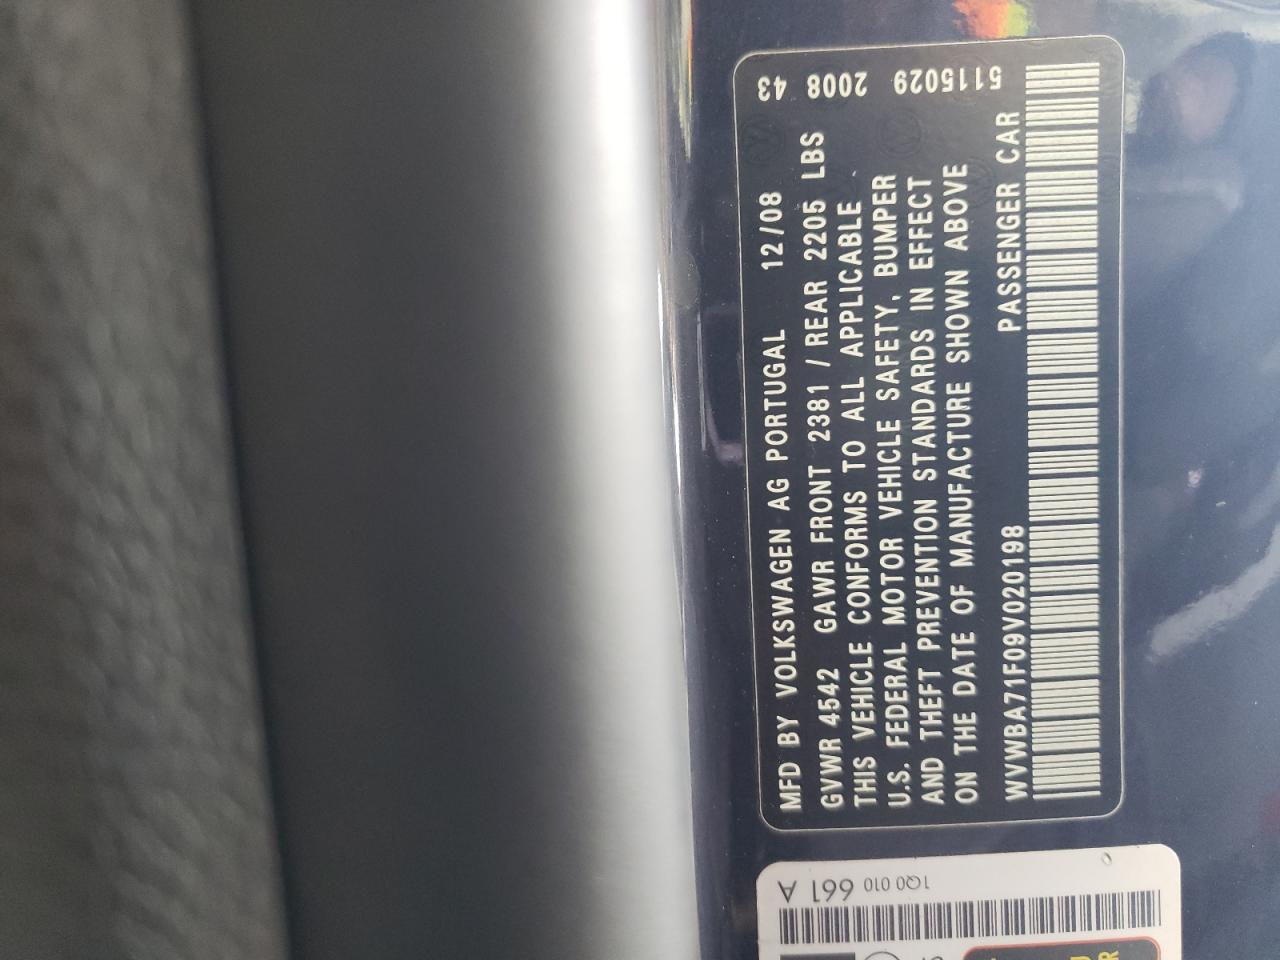 MFD BY VOLKSWAGEN AG PORTUGAL 12/08
GVWR 4542 GAWR FRONT 2381 / REAR 2205 LBS
THIS VEHICLE CONFORMS TO ALL APPLICABLE
U.S. FEDERAL MOTOR VEHICLE SAFETY, BUMPER
AND THEFT PREVENTION STANDARDS IN EFFECT
ON THE DATE OF MANUFACTURE SHOWN ABOVE
WVWBA71F09V020198 PASSENGER CAR
43 2008 5115029
1Q0 010 661 A